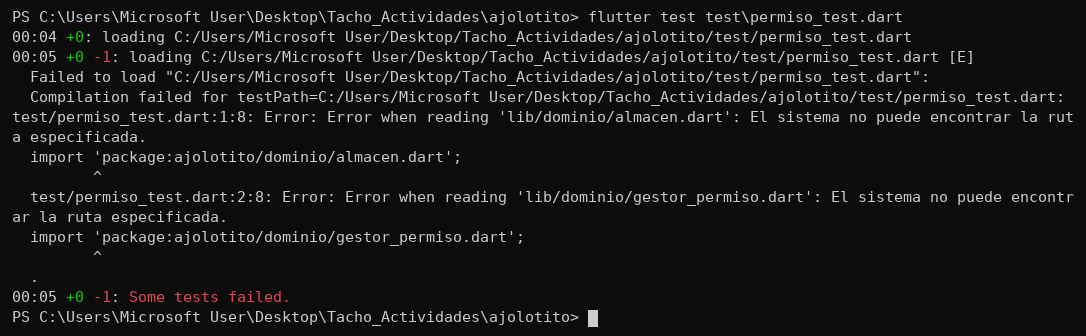 PS C:\Users\Microsoft User\Desktop\Tacho_Actividades\ajolotito> flutter test test\permiso_test.dart
00:04 +0: loading C:/Users/Microsoft User/Desktop/Tacho_Actividades/ajolotito/test/permiso_test.dart
00:05 +0 -1: loading C:/Users/Microsoft User/Desktop/Tacho_Actividades/ajolotito/test/permiso_test.dart [E]
  Failed to load "C:/Users/Microsoft User/Desktop/Tacho_Actividades/ajolotito/test/permiso_test.dart":
  Compilation failed for testPath=C:/Users/Microsoft User/Desktop/Tacho_Actividades/ajolotito/test/permiso_test.dart:
test/permiso_test.dart:1:8: Error: Error when reading 'lib/dominio/almacen.dart': El sistema no puede encontrar la rut
a especificada.
  import 'package:ajolotito/dominio/almacen.dart';
         ^
  test/permiso_test.dart:2:8: Error: Error when reading 'lib/dominio/gestor_permiso.dart': El sistema no puede encontr
ar la ruta especificada.
  import 'package:ajolotito/dominio/gestor_permiso.dart';
         ^
  .
00:05 +0 -1: Some tests failed.
PS C:\Users\Microsoft User\Desktop\Tacho_Actividades\ajolotito>